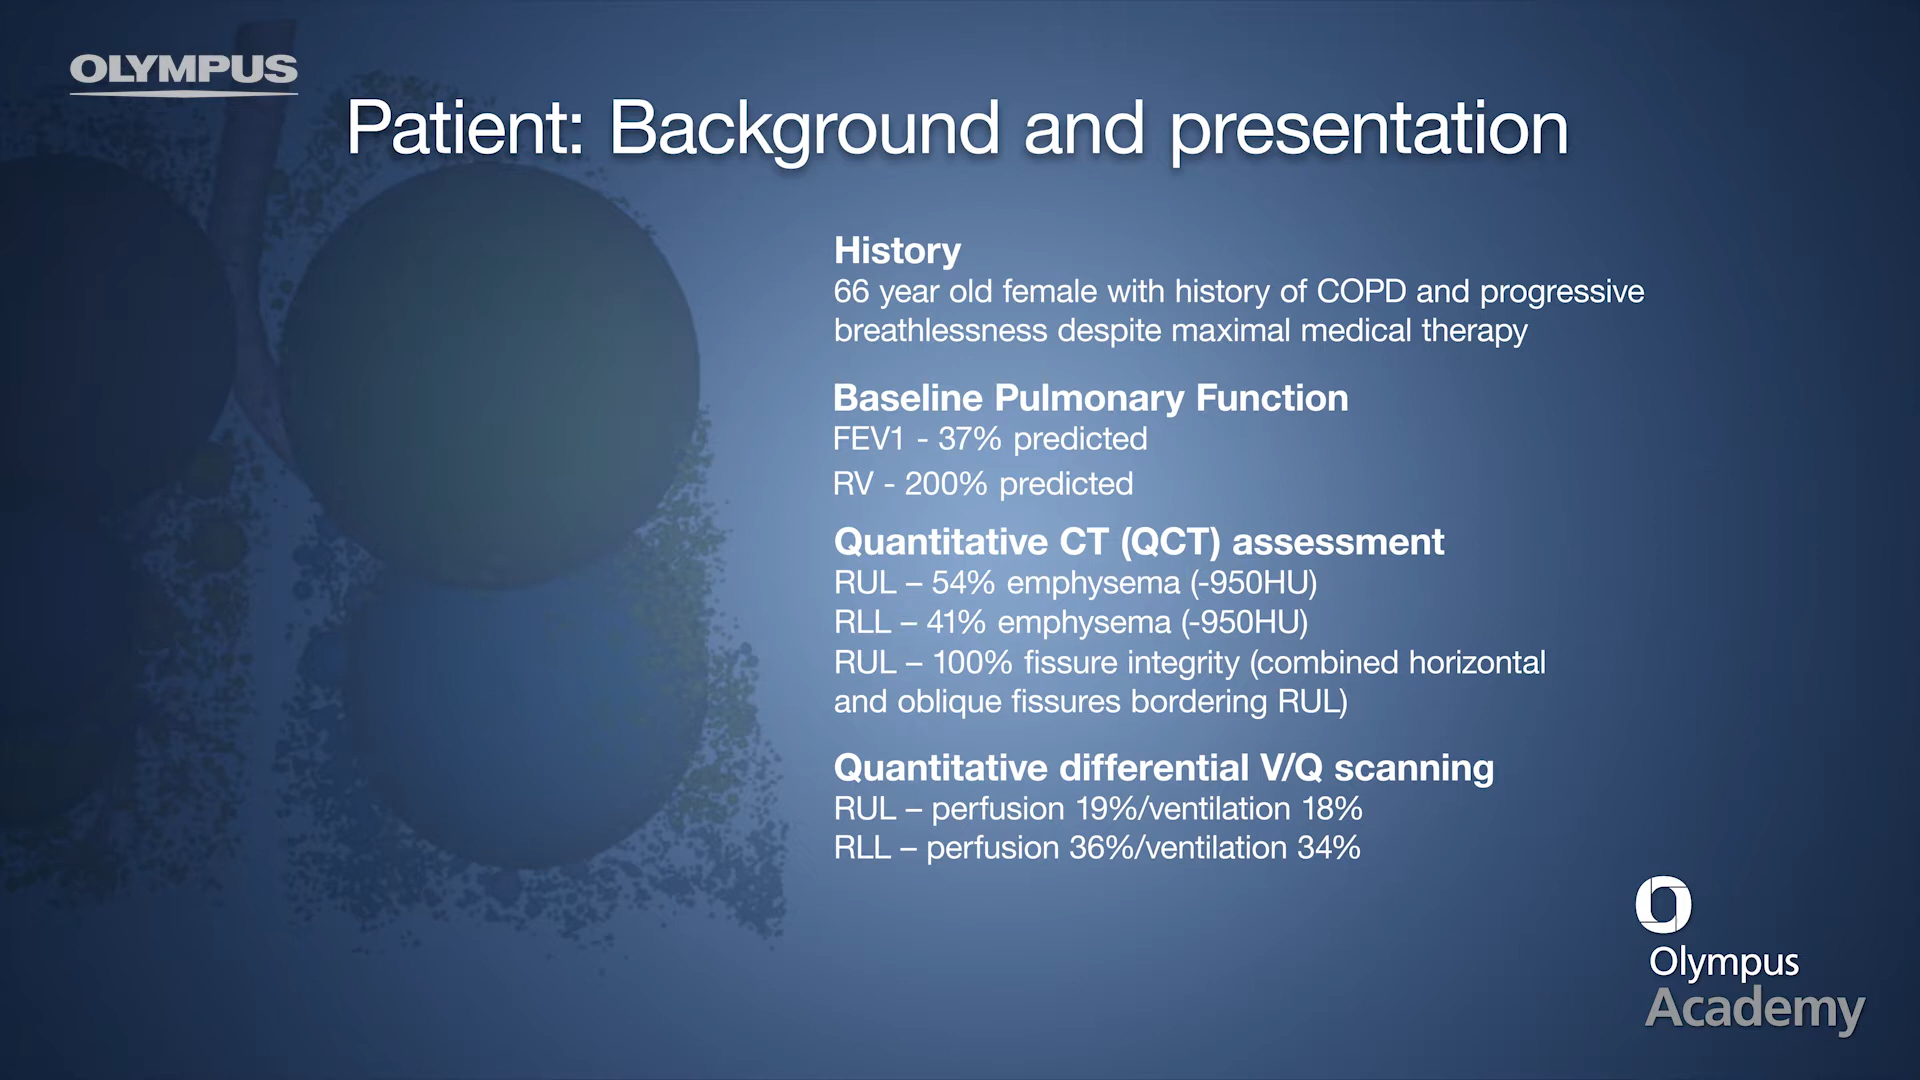 OLYMPUS
Patient: Background and presentation
History
66 year old female with history of COPD and progressive
breathlessness despite maximal medical therapy
Baseline Pulmonary Function
FEV1 - 37% predicted
RV - 200% predicted
Quantitative CT (QCT) assessment
RUL – 54% emphysema (-950HU)
RLL – 41% emphysema (-950HU)
RUL – 100% fissure integrity (combined horizontal
and oblique fissures bordering RUL)
Quantitative differential V/Q scanning
RUL – perfusion 19%/ventilation 18%
RLL – perfusion 36%/ventilation 34%
Olympus
Academy